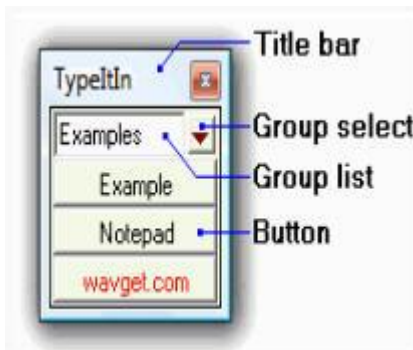 Title bar
TypeItIn
Group select
Examples
Group list
Example
Notepad
Button
wavget.com